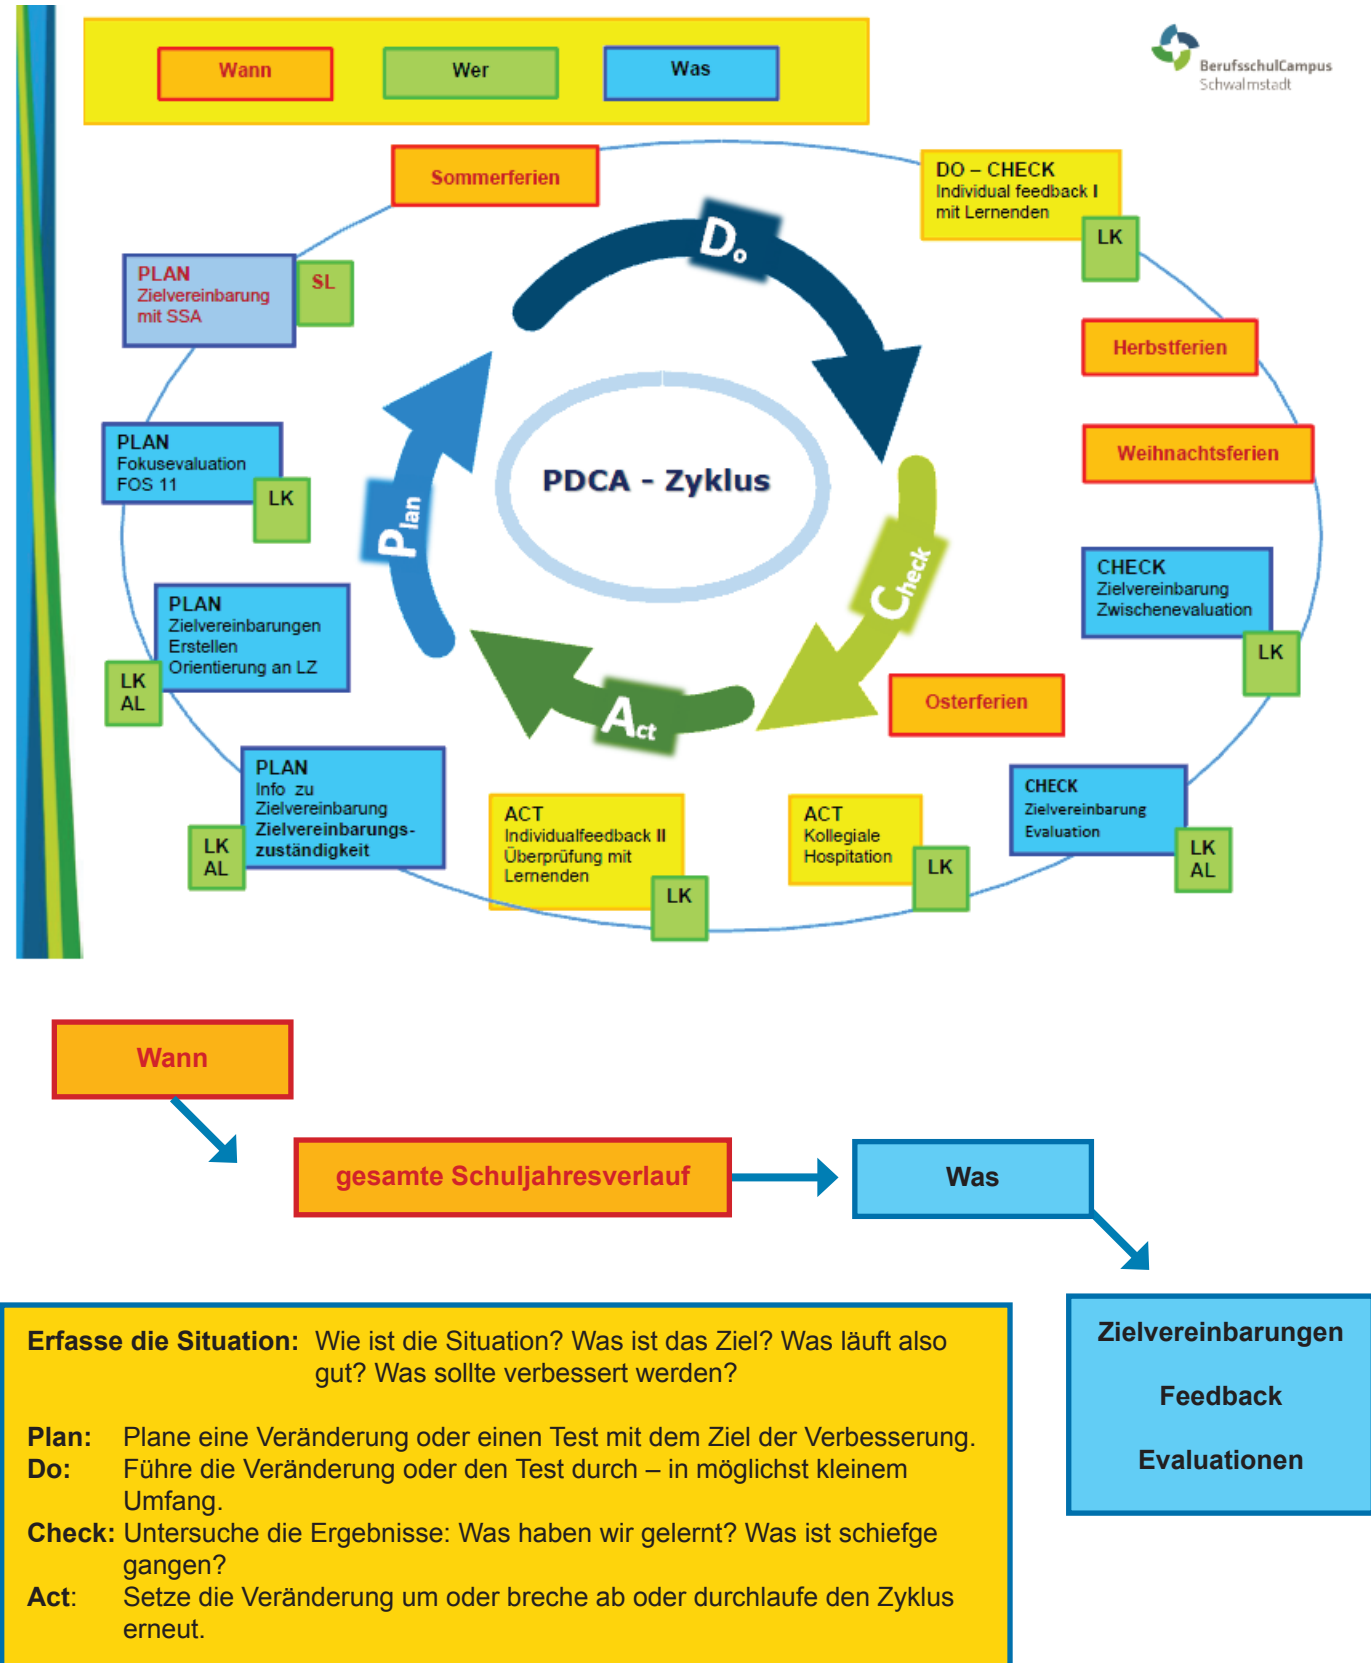 Wann
Wer
Was
BerufsschulCampus
Schwalmstadt
Sommerferien
DO – CHECK
Individual feedback I
mit Lernenden
LK
Herbstferien
Weihnachtsferien
CHECK
Zielvereinbarung
Zwischenevaluation
LK
Osterferien
CHECK
Zielvereinbarung
Evaluation
LK
AL
ACT
Kollegiale
Hospitation
LK
ACT
Individualfeedback II
Überprüfung mit
Lernenden
LK
PLAN
Info zu
Zielvereinbarung
Zielvereinbarungs-
zuständigkeit
LK
AL
PLAN
Zielvereinbarungen
Erstellen
Orientierung an LZ
LK
AL
PLAN
Fokusevaluation
FOS 11
LK
PLAN
Zielvereinbarung
mit SSA
SL
Do
Check
Act
Plan
PDCA - Zyklus
Wann
gesamte Schuljahresverlauf
Was
Zielvereinbarungen
Feedback
Evaluationen
Erfasse die Situation: Wie ist die Situation? Was ist das Ziel? Was läuft also
gut? Was sollte verbessert werden?
Plan: Plane eine Veränderung oder einen Test mit dem Ziel der Verbesserung.
Do: Führe die Veränderung oder den Test durch – in möglichst kleinem
Umfang.
Check: Untersuche die Ergebnisse: Was haben wir gelernt? Was ist schiefge
gangen?
Act: Setze die Veränderung um oder breche ab oder durchlaufe den Zyklus
erneut.